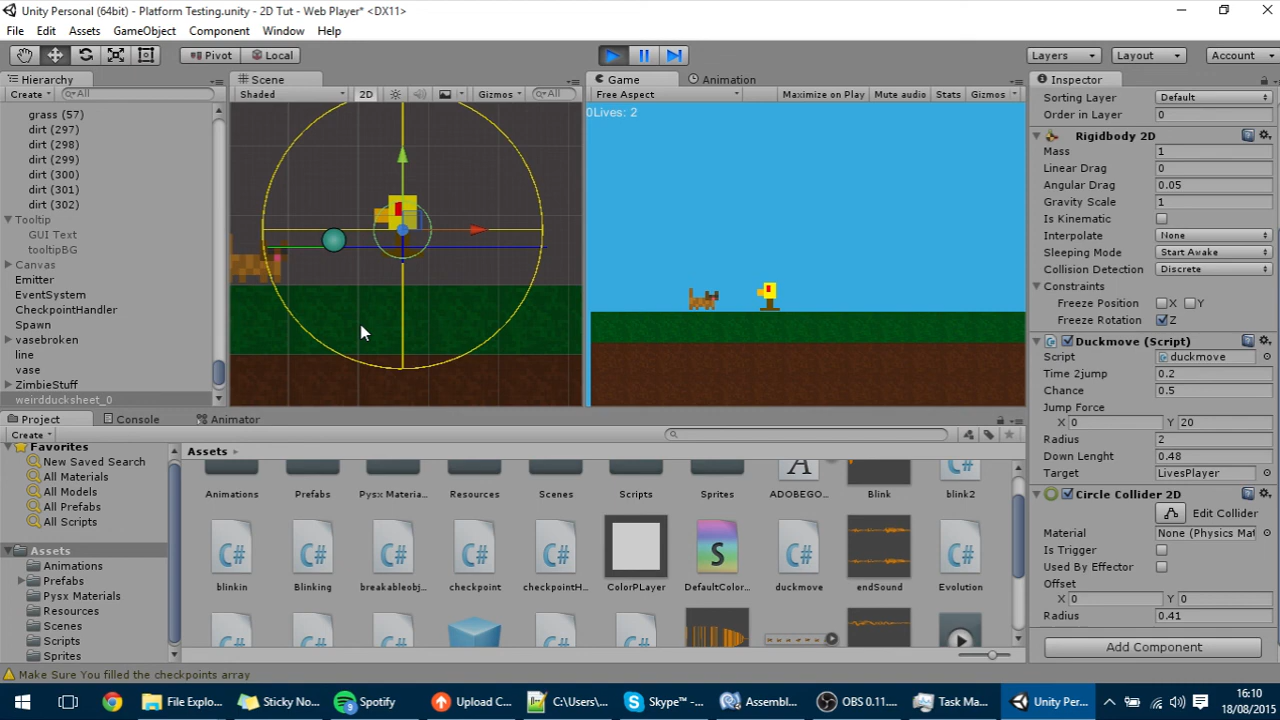 Unity Personal (64bit) - Platform Testing.unity - 2D Tut - Web Player* <DX11>
File Edit Assets GameObject Component Window Help
Pivot Local Layers Layout Account
Hierarchy
Create All
grass (57)
dirt (297)
dirt (298)
dirt (299)
dirt (300)
dirt (301)
dirt (302)
Tooltip
GUI Text
tooltipBG
Canvas
Emitter
EventSystem
CheckpointHandler
Spawn
vasebroken
line
vase
ZimbieStuff
weirdducksheet_0
Scene
Shaded 2D Gizmos All
Game Animation
Free Aspect Maximize on Play Mute audio Stats Gizmos
0Lives: 2
Inspector
Sorting Layer Default
Order in Layer 0
Rigidbody 2D
Mass 1
Linear Drag 0
Angular Drag 0.05
Gravity Scale 1
Is Kinematic
Interpolate None
Sleeping Mode Start Awake
Collision Detection Discrete
Constraints
Freeze Position X Y
Freeze Rotation Z
Duckmove (Script)
Script duckmove
Time 2jump 0.2
Chance 0.5
Jump Force
X 0 Y 20
Radius 2
Down Lenght 0.48
Target LivesPlayer
Circle Collider 2D
Edit Collider
Material None (Physics Mat
Is Trigger
Used By Effector
Offset
X 0 Y 0
Radius 0.41
Add Component
Project Console Animator
Create
Favorites
New Saved Search
All Materials
All Models
All Prefabs
All Scripts
Assets
Animations
Prefabs
Pysx Materials
Resources
Scenes
Scripts
Sprites
Assets
Animations Prefabs Pysx Materia... Resources Scenes Scripts Sprites ADOBEGO... Blink blink2
blinkin Blinking breakableobj... checkpoint checkpointH... ColorPLayer DefaultColor... duckmove endSound Evolution
Make Sure You filled the checkpoints array
File Explo... Sticky No... Spotify Upload C... C:\Users\... Skype™ -... Assembl... OBS 0.11.... Task Ma... Unity Per...
16:10
18/08/2015